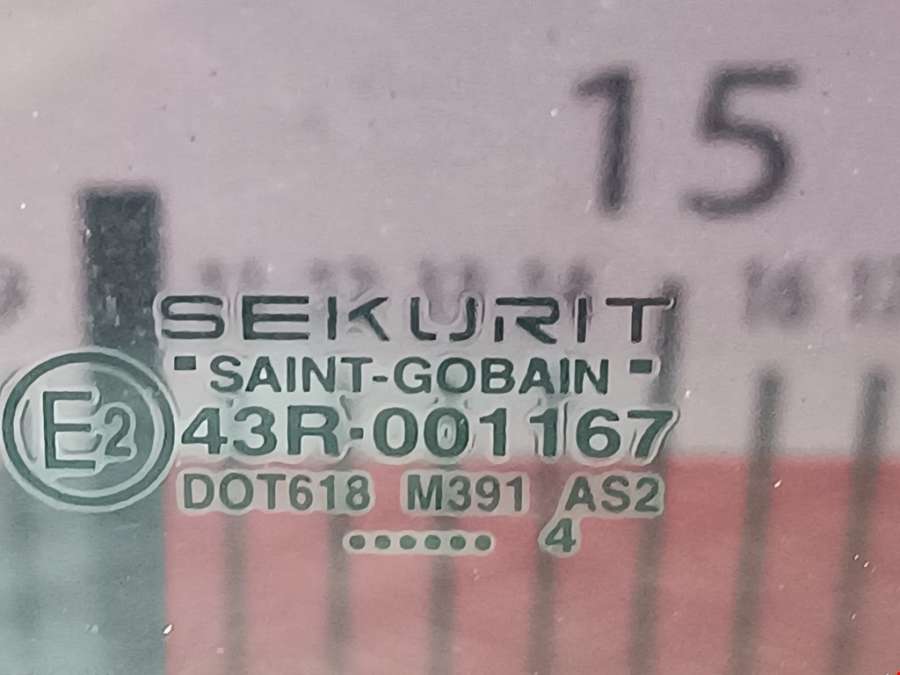 15
SEKURIT
"SAINT-GOBAIN"
E2
43R-001167
DOT618 M391 AS2
...... 4